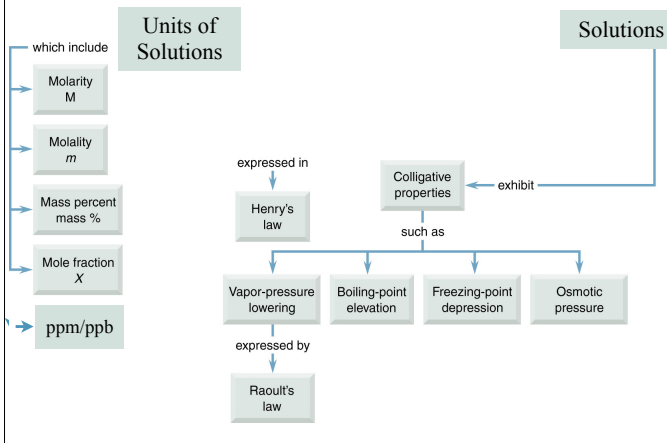 Units of
Solutions
which include
Molarity
M
Molality
m
Mass percent
mass %
Mole fraction
X
ppm/ppb
Solutions
exhibit
Colligative
properties
such as
expressed in
Henry's
law
Vapor-pressure
lowering
Boiling-point
elevation
Freezing-point
depression
Osmotic
pressure
expressed by
Raoult's
law